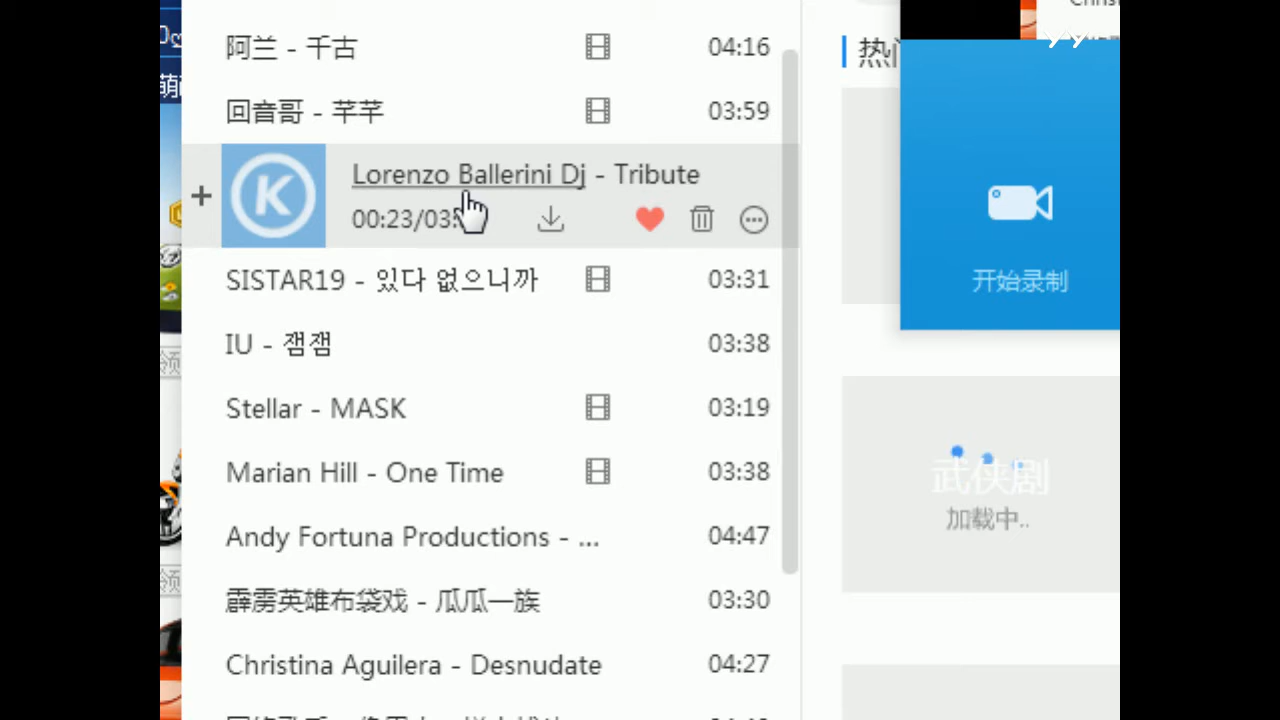 阿兰 - 千古
04:16
回音哥 - 芊芊
03:59
Lorenzo Ballerini Dj - Tribute
00:23/03:
SISTAR19 - 있다 없으니까
03:31
IU - 잼잼
03:38
Stellar - MASK
03:19
Marian Hill - One Time
03:38
Andy Fortuna Productions - ...
04:47
霹雳英雄布袋戏 - 瓜瓜一族
03:30
Christina Aguilera - Desnudate
04:27
热
开始录制
武侠剧
加载中..